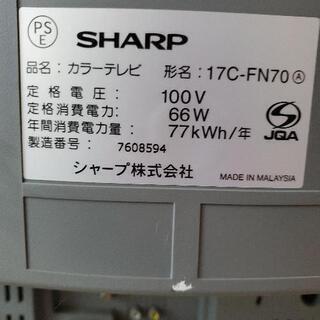 PS
E
SHARP
品名：カラーテレビ 形名：17C-FN70Ⓐ
定格電圧： 100V
定格消費電力： 66W
年間消費電力量： 77kWh/年
製造番号： 7608594
JQA
シャープ株式会社
MADE IN MALAYSIA